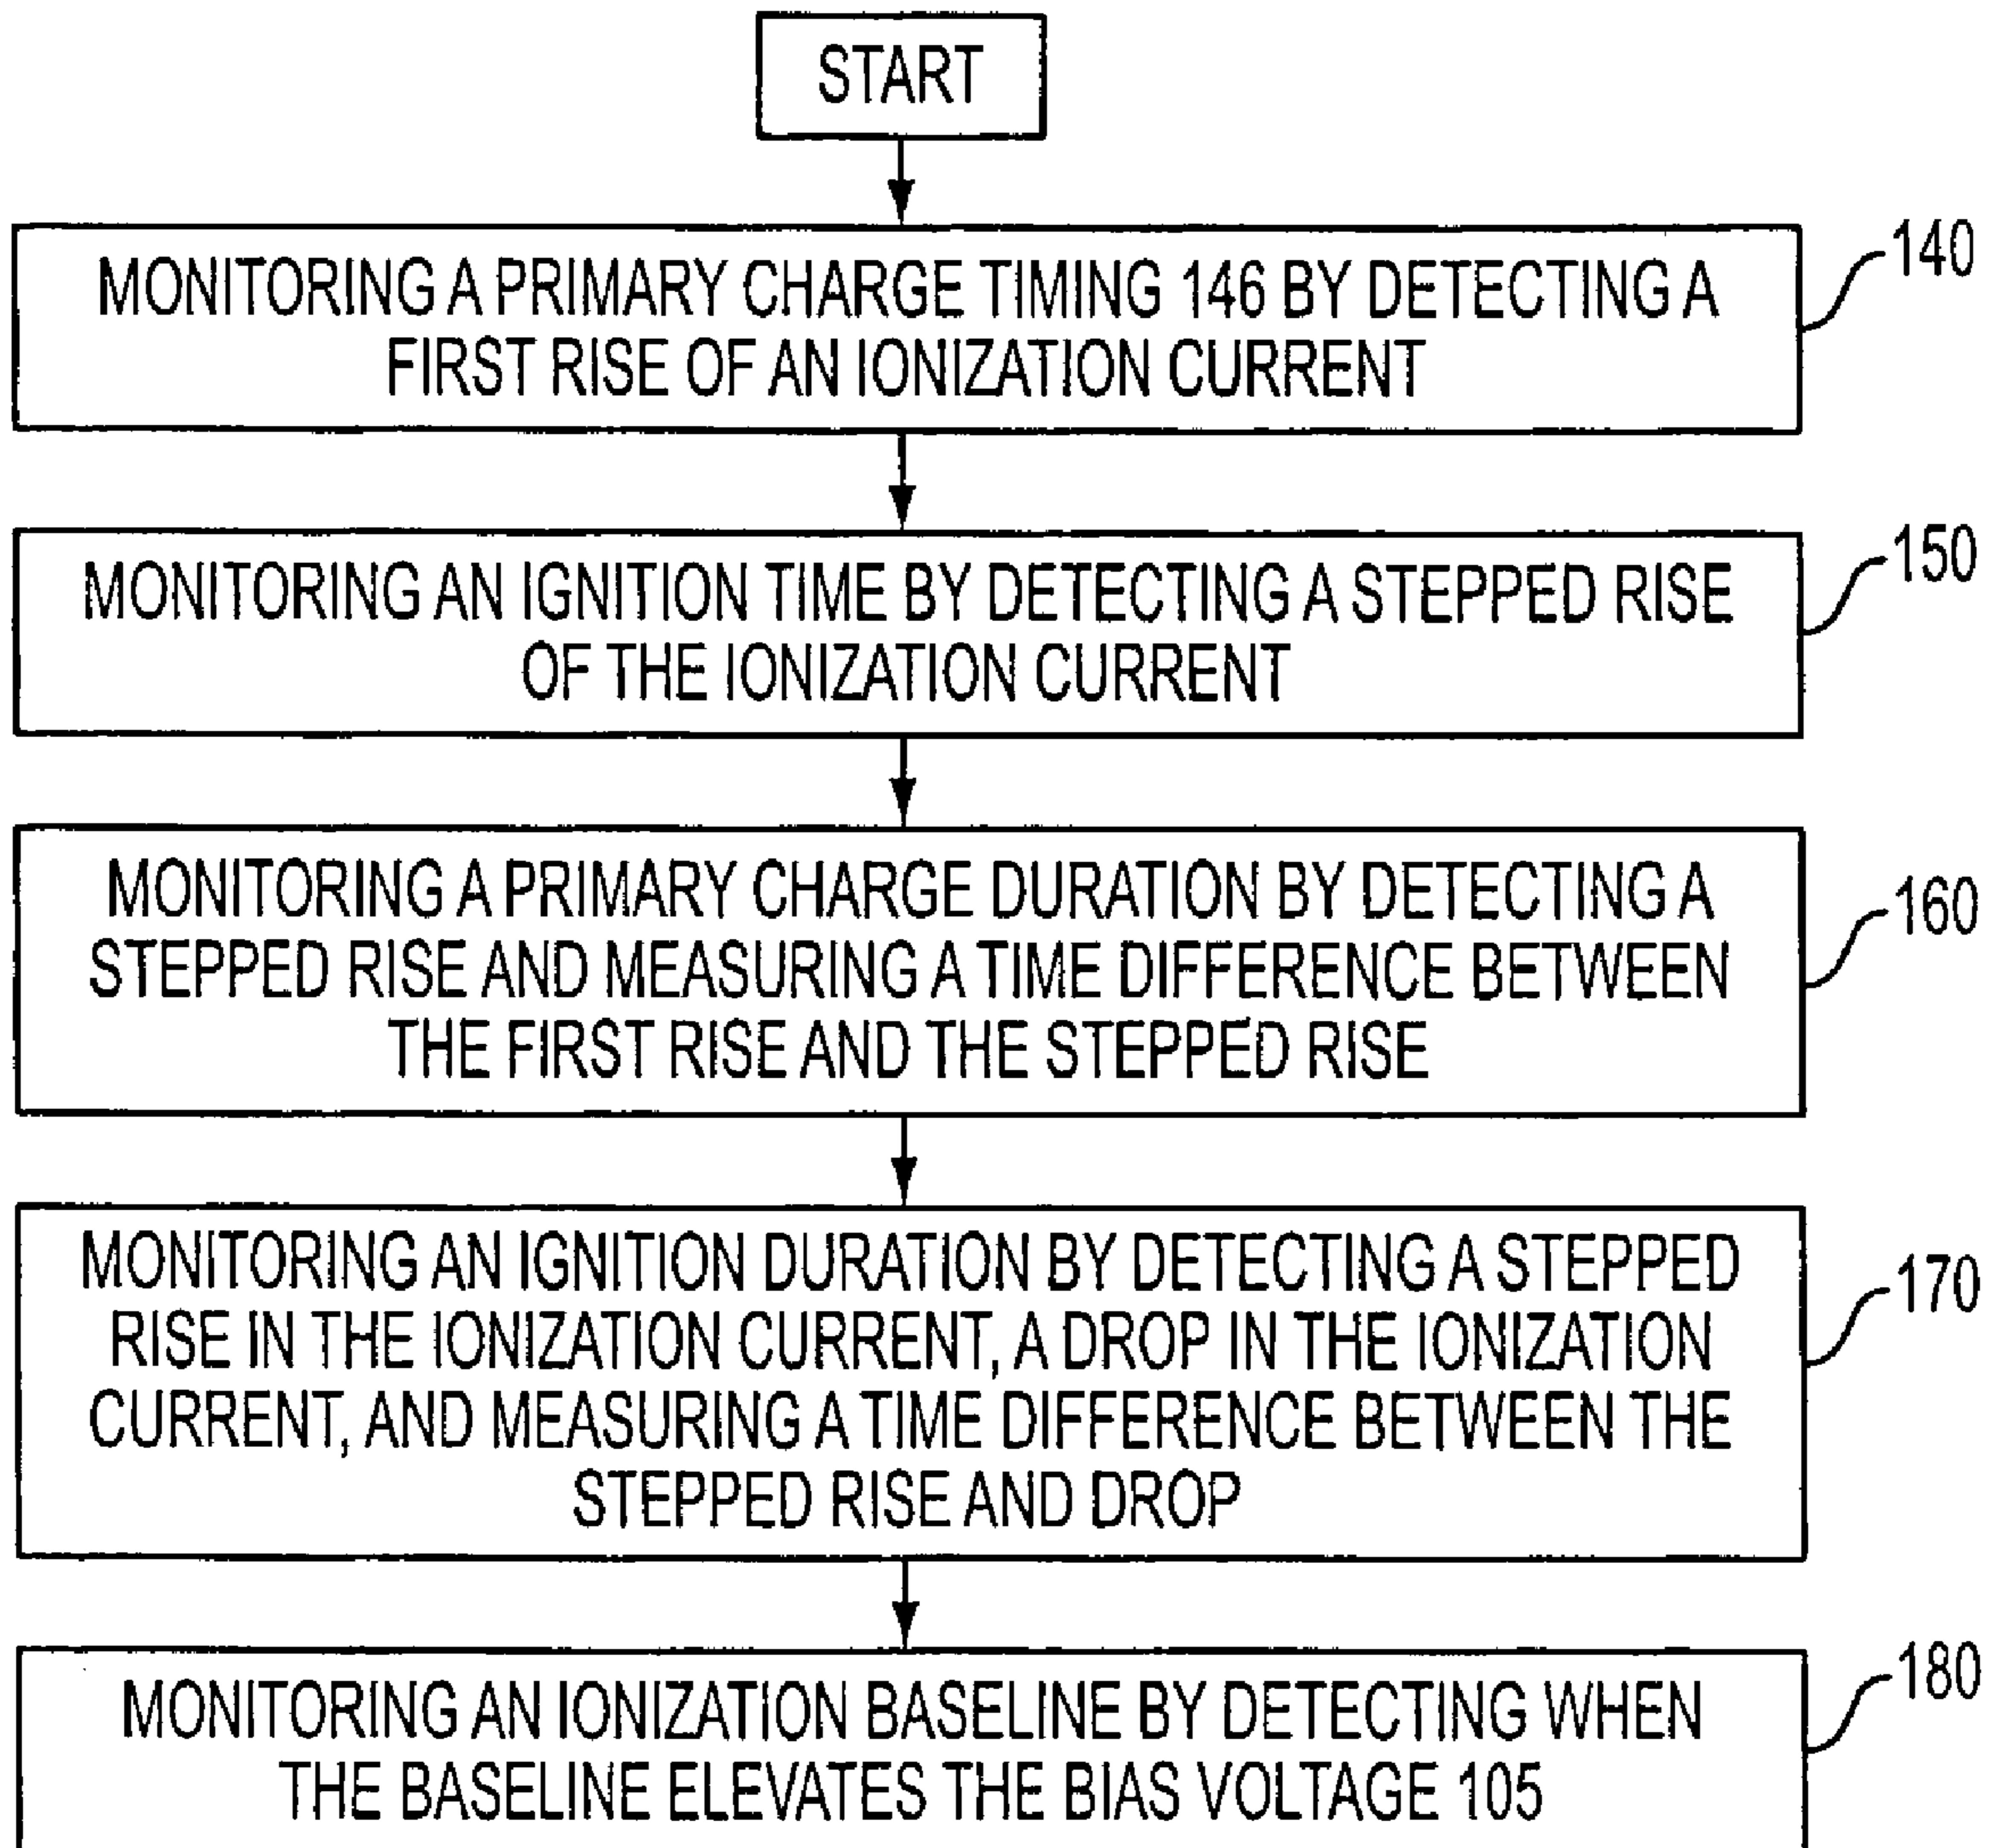 START
MONITORING A PRIMARY CHARGE TIMING 146 BY DETECTING A
FIRST RISE OF AN IONIZATION CURRENT
140
MONITORING AN IGNITION TIME BY DETECTING A STEPPED RISE
OF THE IONIZATION CURRENT
150
MONITORING A PRIMARY CHARGE DURATION BY DETECTING A
STEPPED RISE AND MEASURING A TIME DIFFERENCE BETWEEN
THE FIRST RISE AND THE STEPPED RISE
160
MONITORING AN IGNITION DURATION BY DETECTING A STEPPED
RISE IN THE IONIZATION CURRENT, A DROP IN THE IONIZATION
CURRENT, AND MEASURING A TIME DIFFERENCE BETWEEN THE
STEPPED RISE AND DROP
170
MONITORING AN IONIZATION BASELINE BY DETECTING WHEN
THE BASELINE ELEVATES THE BIAS VOLTAGE 105
180